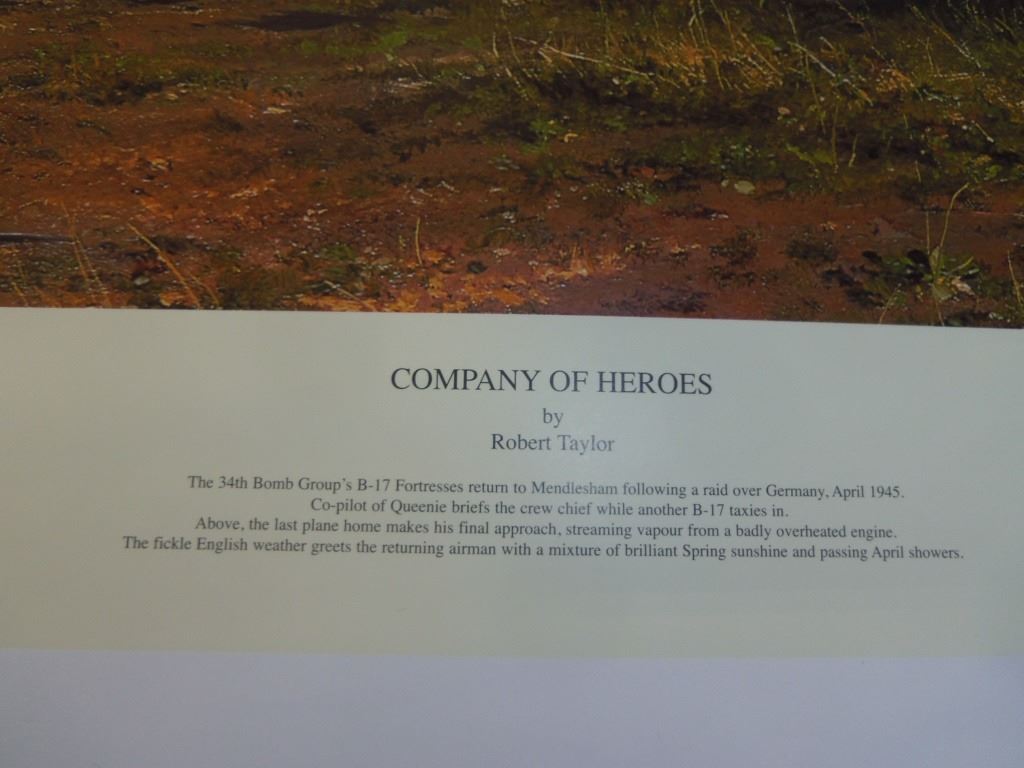 COMPANY OF HEROES
by
Robert Taylor
The 34th Bomb Group's B-17 Fortresses return to Mendlesham following a raid over Germany, April 1945.
Co-pilot of Queenie briefs the crew chief while another B-17 taxies in.
Above, the last plane home makes his final approach, streaming vapour from a badly overheated engine.
The fickle English weather greets the returning airman with a mixture of brilliant Spring sunshine and passing April showers.